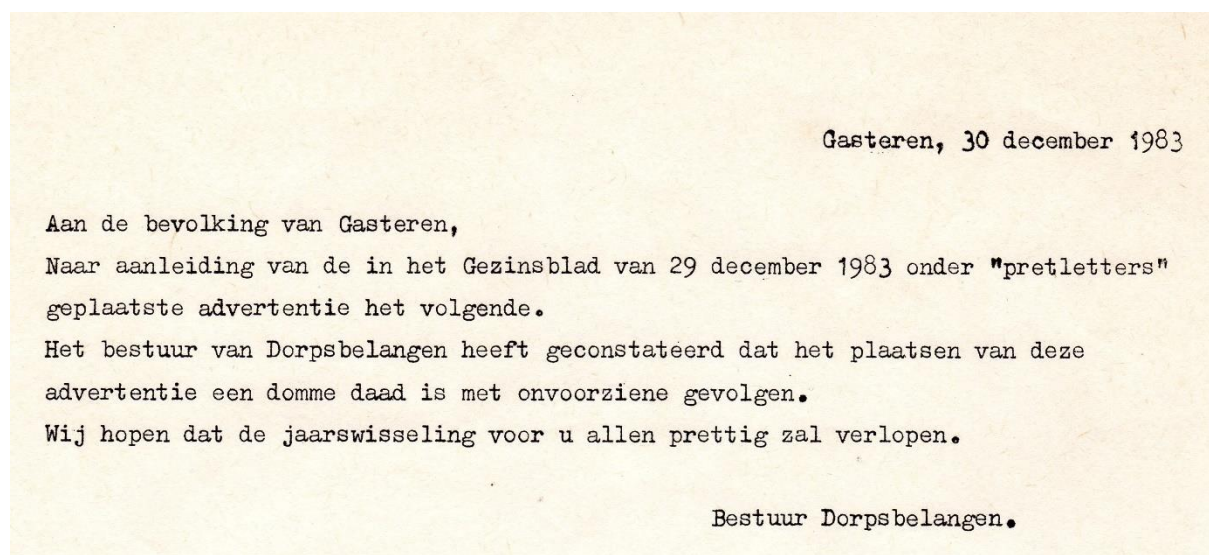 Gasteren, 30 december 1983
Aan de bevolking van Gasteren,
Naar aanleiding van de in het Gezinsblad van 29 december 1983 onder "pretletters"
geplaatste advertentie het volgende.
Het bestuur van Dorpsbelangen heeft geconstateerd dat het plaatsen van deze
advertentie een domme daad is met onvoorziene gevolgen.
Wij hopen dat de jaarswisseling voor u allen prettig zal verlopen.
Bestuur Dorpsbelangen.